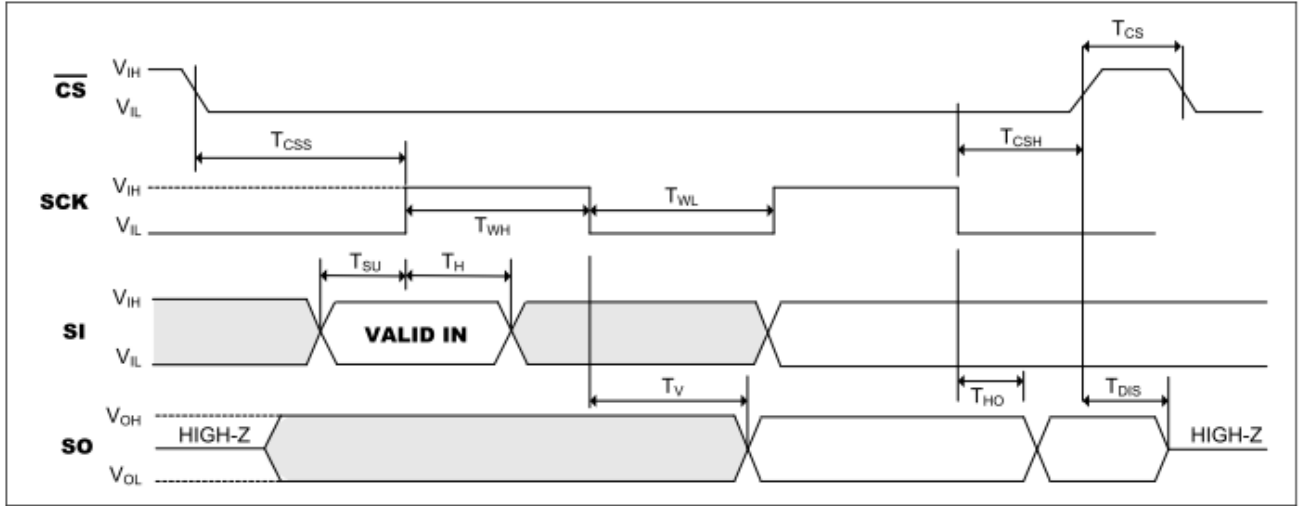 T_CS
V_IH
C̅S̅
V_IL
T_CSS
T_CSH
V_IH
SCK
T_WL
T_WH
V_IL
T_SU
T_H
V_IH
SI
VALID IN
V_IL
T_V
T_HO
T_DIS
V_OH
HIGH-Z
HIGH-Z
SO
V_OL